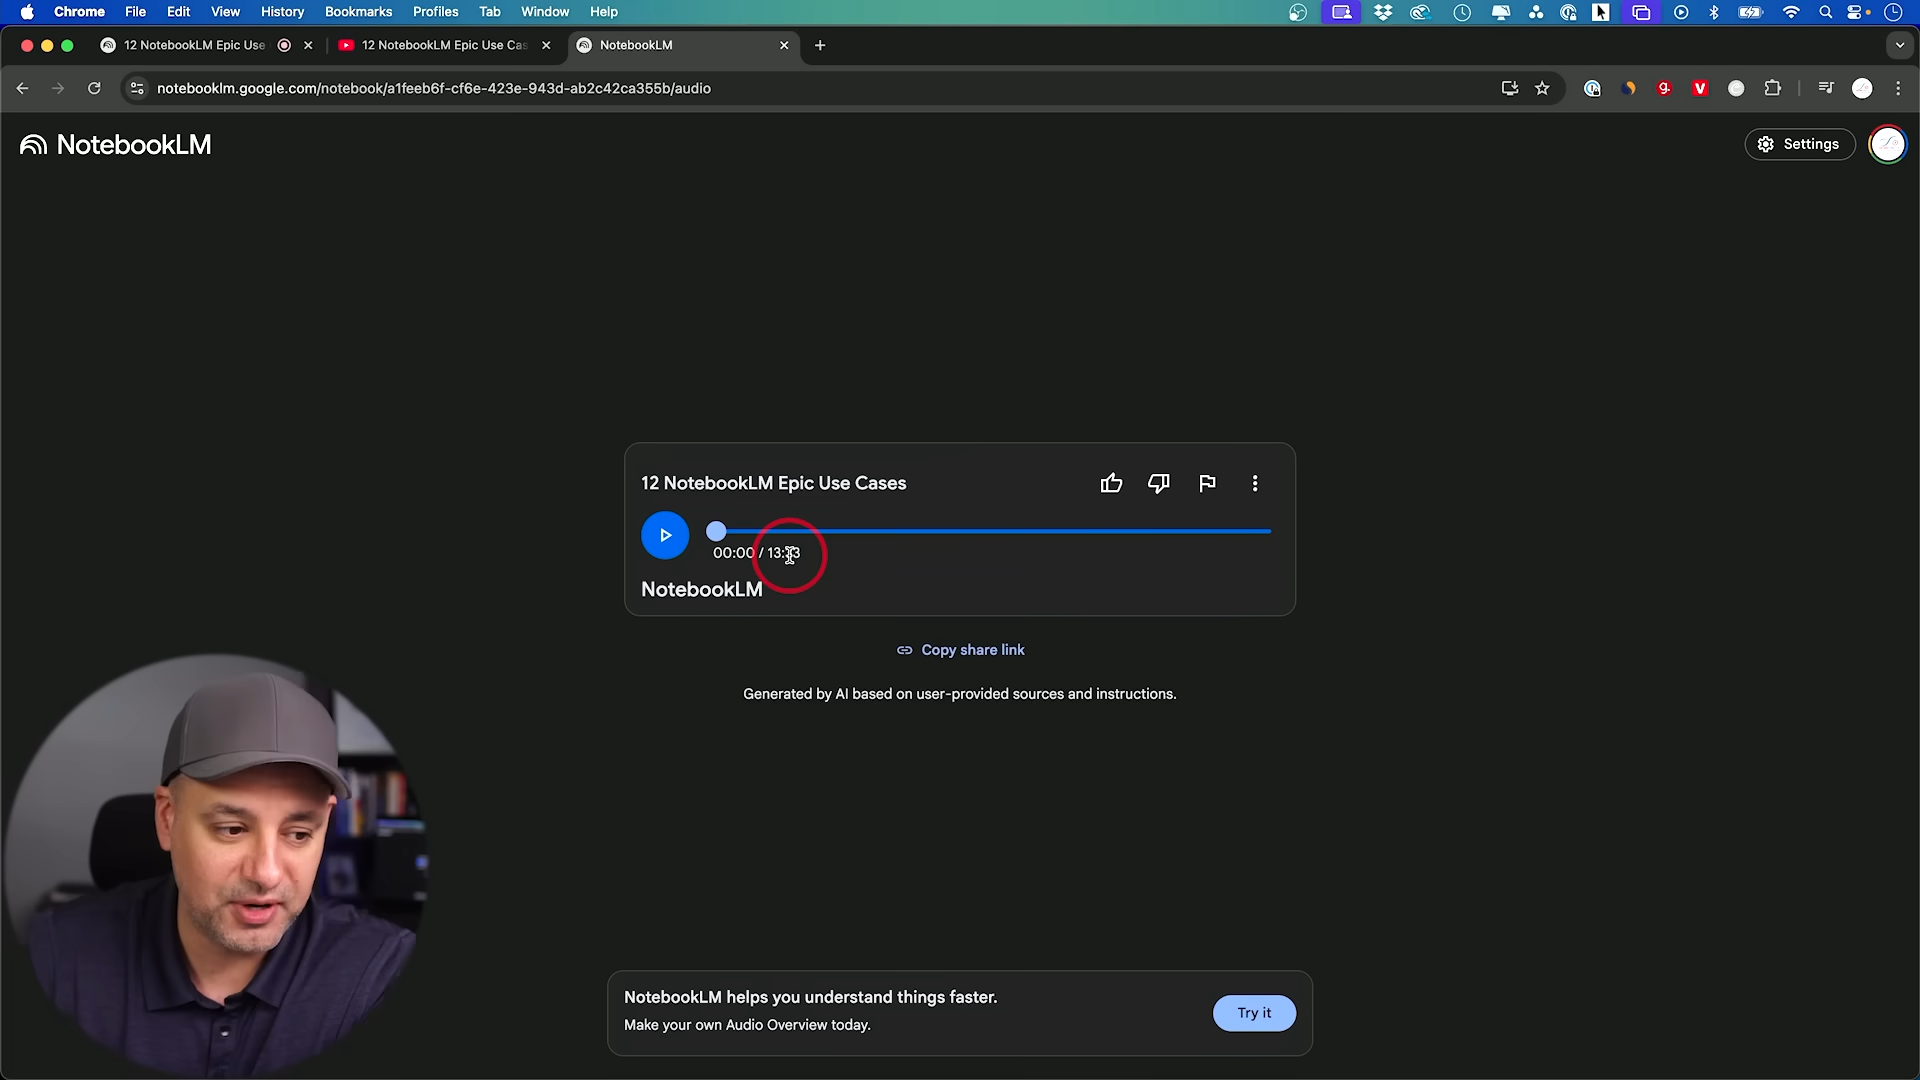 Chrome File Edit View History Bookmarks Profiles Tab Window Help
12 NotebookLM Epic Use
12 NotebookLM Epic Use Cas
NotebookLM
notebooklm.google.com/notebook/a1feeb6f-cf6e-423e-943d-ab2c42ca355b/audio
NotebookLM
Settings
12 NotebookLM Epic Use Cases
00:00 /
NotebookLM
Copy share link
Generated by AI based on user-provided sources and instructions.
NotebookLM helps you understand things faster.
Make your own Audio Overview today.
Try it